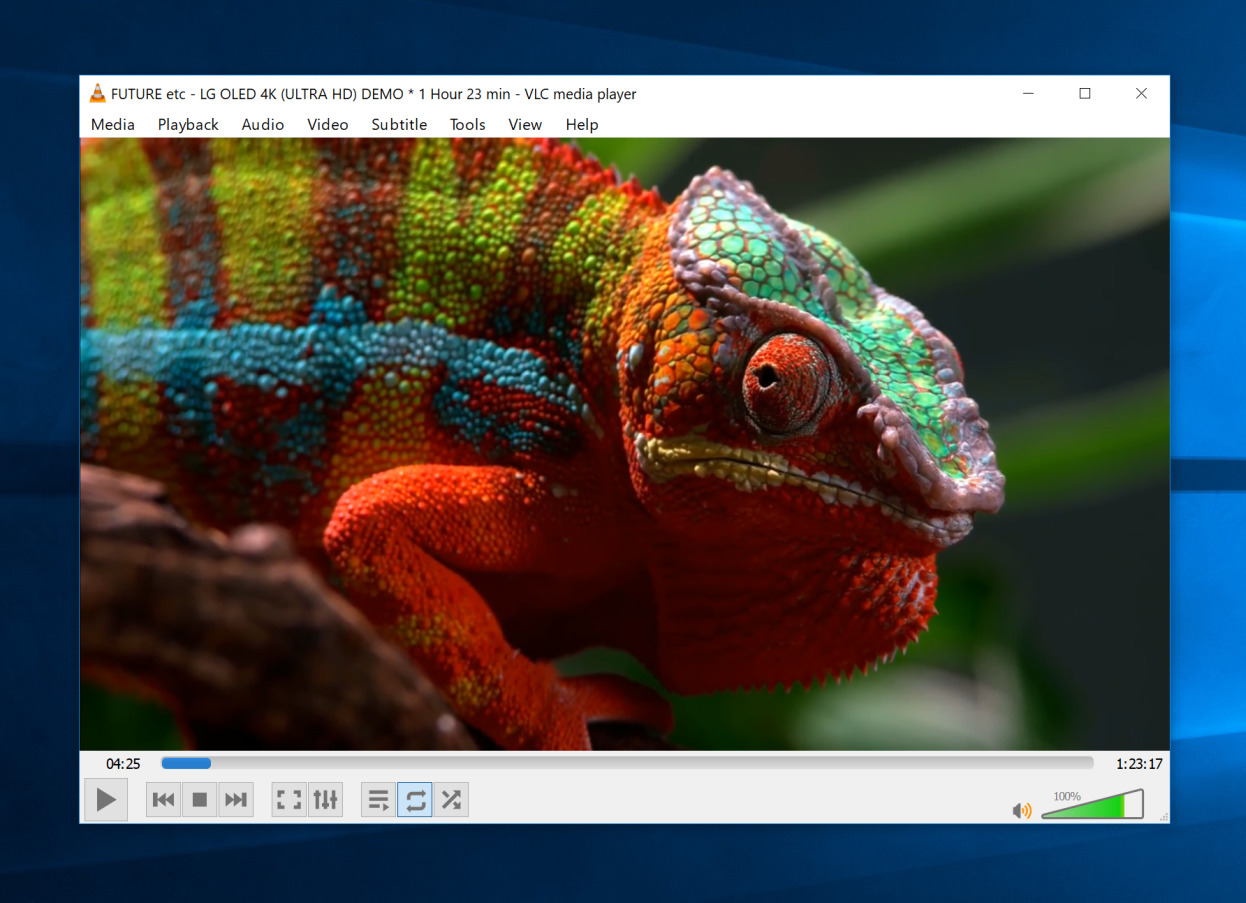 FUTURE etc - LG OLED 4K (ULTRA HD) DEMO * 1 Hour 23 min - VLC media player
Media Playback Audio Video Subtitle Tools View Help
04:25 1:23:17
100%